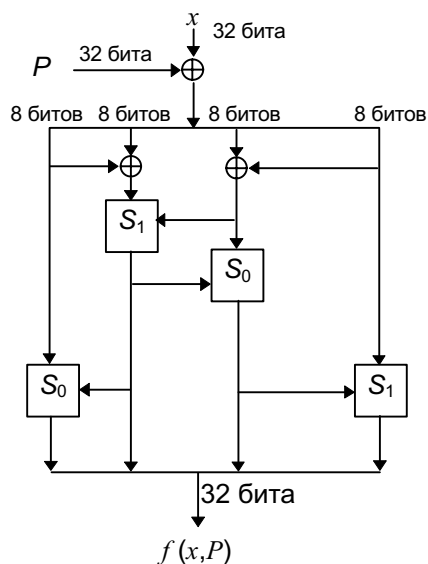 x
32 бита
P
32 бита
8 битов 8 битов 8 битов 8 битов
S₁
S₀
S₀
S₁
32 бита
f (x,P)